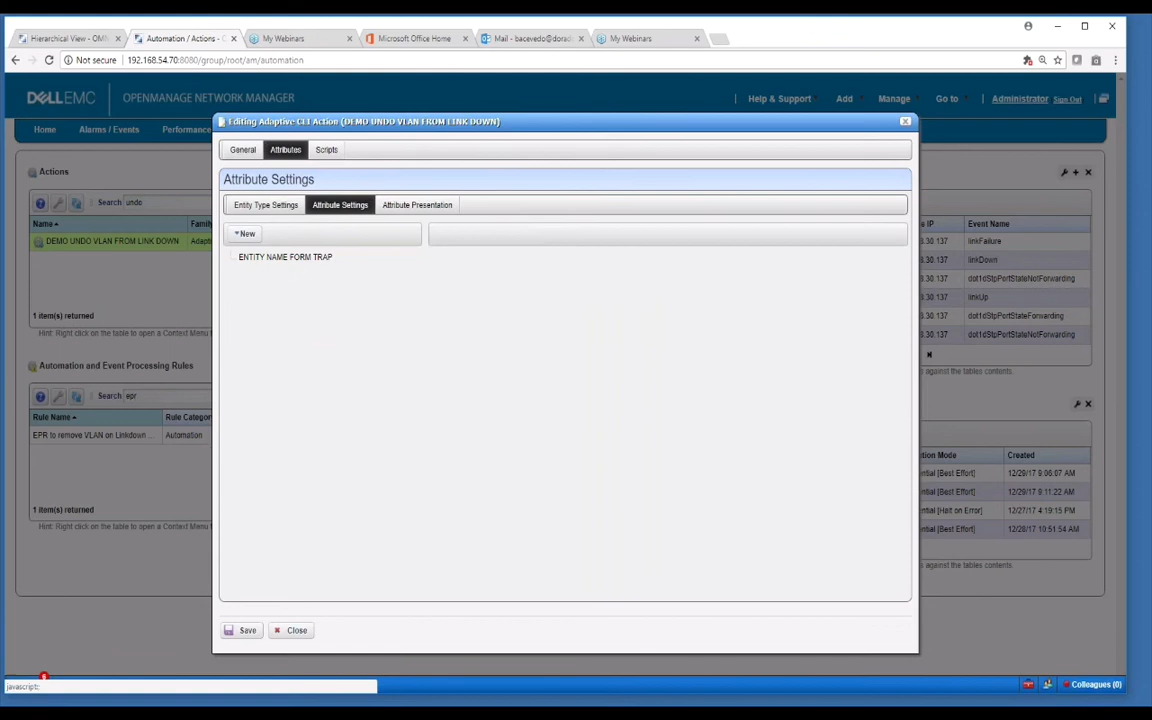 Hierarchical View - OMN
Automation / Actions - C
My Webinars
Microsoft Office Home
Mail - bacevedo@dorad
My Webinars
Not secure 192.168.54.70:8080/group/root/am/automation
DELLEMC OPENMANAGE NETWORK MANAGER
Help & Support Add Manage Go to Administrator Sign Out
Home Alarms / Events Performance
Editing Adaptive CLI Action (DEMO UNDO VLAN FROM LINK DOWN)
General Attributes Scripts
Attribute Settings
Entity Type Settings Attribute Settings Attribute Presentation
New
ENTITY NAME FORM TRAP
Save Close
Actions
Search undo
Name Family
DEMO UNDO VLAN FROM LINK DOWN Adapt
1 item(s) returned
Hint: Right click on the table to open a Context Menu
Automation and Event Processing Rules
Search epr
Rule Name Rule Categor
EPR to remove VLAN on Linkdown ... Automation
1 item(s) returned
Hint: Right click on the table to open a Context Menu
IP Event Name
.30.137 linkFailure
.30.137 linkDown
.30.137 dot1dStpPortStateNotForwarding
.30.137 linkUp
.30.137 dot1dStpPortStateForwarding
.30.137 dot1dStpPortStateNotForwarding
against the tables contents.
tion Mode Created
ntial [Best Effort] 12/29/17 9:06:07 AM
ntial [Best Effort] 12/29/17 9:11:22 AM
ntial [Halt on Error] 12/27/17 4:19:15 PM
ntial [Best Effort] 12/28/17 10:51:54 AM
against the tables contents.
javascript:;
Colleagues (0)